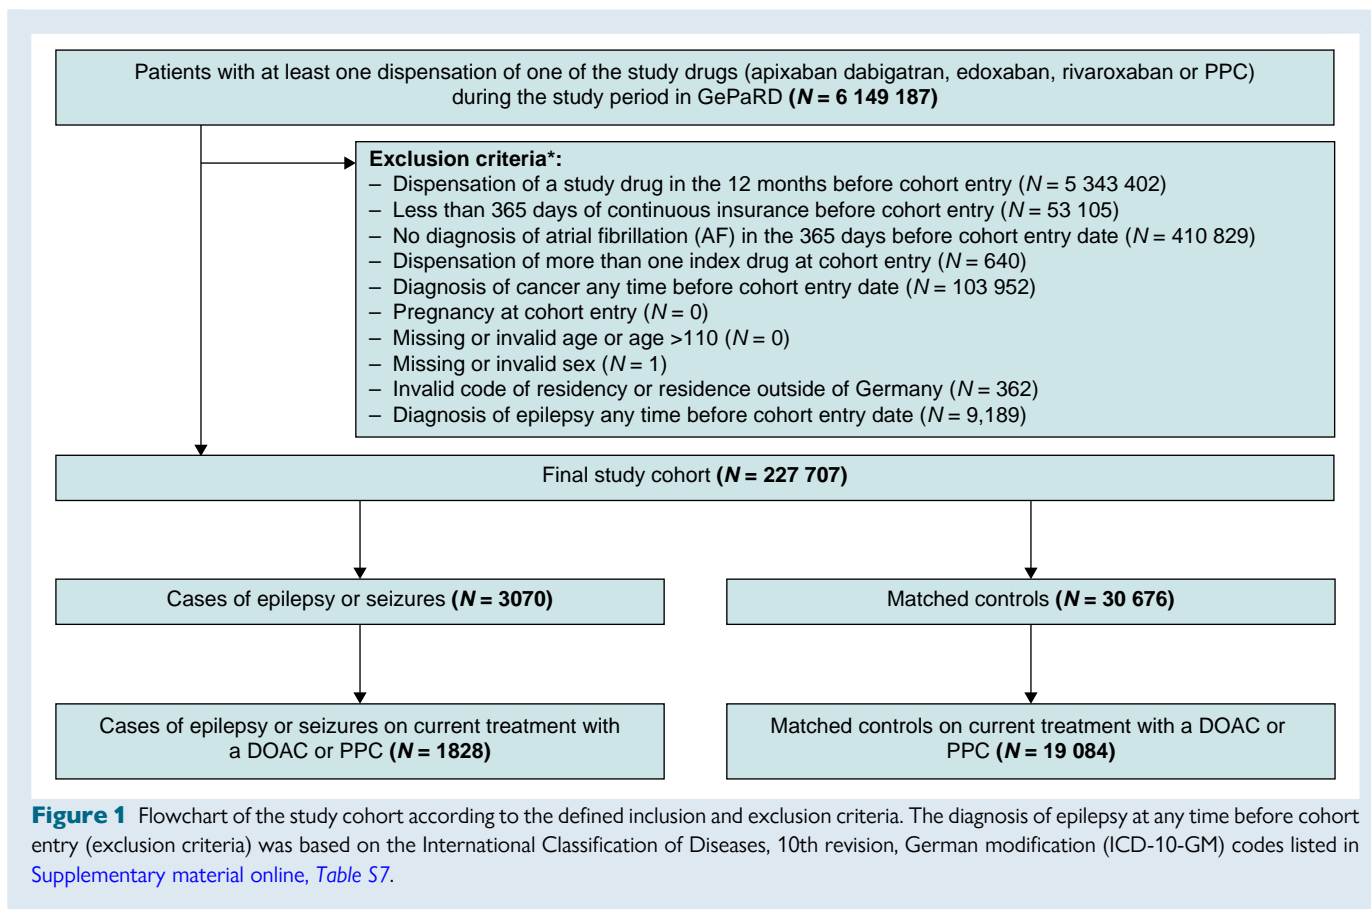 Patients with at least one dispensation of one of the study drugs (apixaban dabigatran, edoxaban, rivaroxaban or PPC)
during the study period in GePaRD (N = 6 149 187)
Exclusion criteria*:
– Dispensation of a study drug in the 12 months before cohort entry (N = 5 343 402)
– Less than 365 days of continuous insurance before cohort entry (N = 53 105)
– No diagnosis of atrial fibrillation (AF) in the 365 days before cohort entry date (N = 410 829)
– Dispensation of more than one index drug at cohort entry (N = 640)
– Diagnosis of cancer any time before cohort entry date (N = 103 952)
– Pregnancy at cohort entry (N = 0)
– Missing or invalid age or age >110 (N = 0)
– Missing or invalid sex (N = 1)
– Invalid code of residency or residence outside of Germany (N = 362)
– Diagnosis of epilepsy any time before cohort entry date (N = 9,189)
Final study cohort (N = 227 707)
Cases of epilepsy or seizures (N = 3070)
Matched controls (N = 30 676)
Cases of epilepsy or seizures on current treatment with
a DOAC or PPC (N = 1828)
Matched controls on current treatment with a DOAC or
PPC (N = 19 084)
Figure 1 Flowchart of the study cohort according to the defined inclusion and exclusion criteria. The diagnosis of epilepsy at any time before cohort
entry (exclusion criteria) was based on the International Classification of Diseases, 10th revision, German modification (ICD-10-GM) codes listed in
Supplementary material online, Table S7.